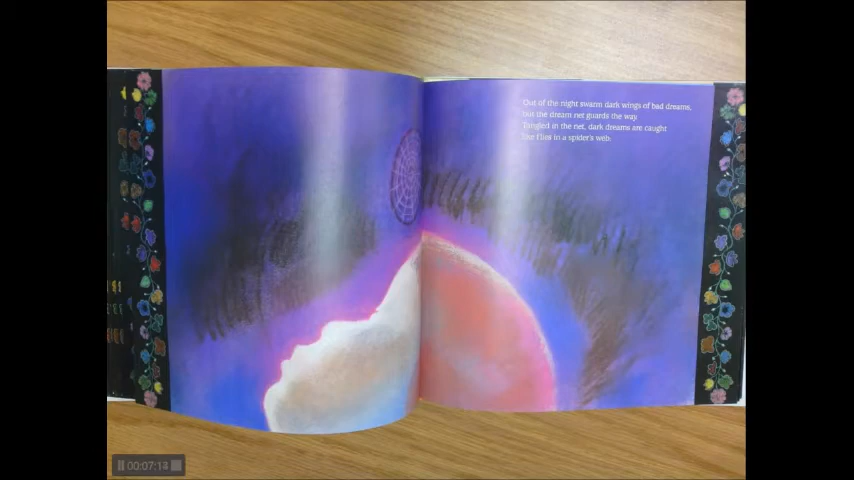 Out of the night swarm dark wings of bad dreams,
but the dream net guards the way.
Tangled in the net, dark dreams are caught
like flies in a spider's web.
00:07:14